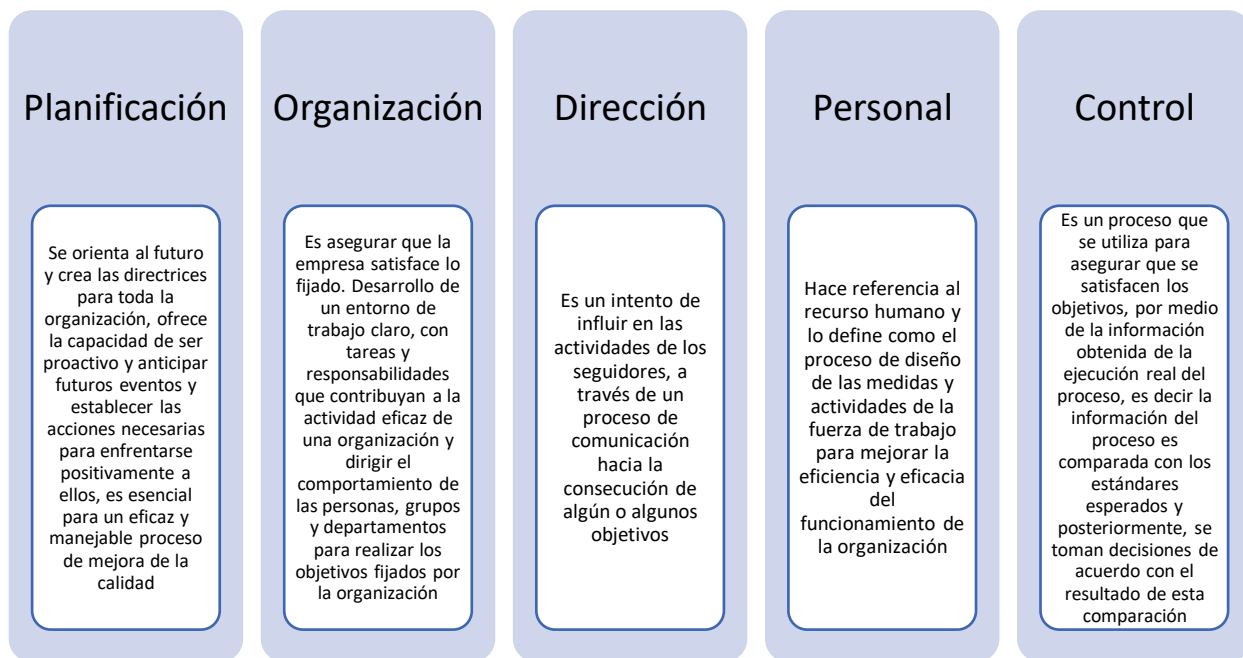 Planificación
Se orienta al futuro
y crea las directrices
para toda la
organización, ofrece
la capacidad de ser
proactivo y anticipar
futuros eventos y
establecer las
acciones necesarias
para enfrentarse
positivamente a
ellos, es esencial
para un eficaz y
manejable proceso
de mejora de la
calidad
Organización
Es asegurar que la
empresa satisface lo
fijado. Desarrollo de
un entorno de
trabajo claro, con
tareas y
responsabilidades
que contribuyan a la
actividad eficaz de
una organización y
dirigir el
comportamiento de
las personas, grupos
y departamentos
para realizar los
objetivos fijados por
la organización
Dirección
Es un intento de
influir en las
actividades de los
seguidores, a
través de un
proceso de
comunicación
hacia la
consecución de
algún o algunos
objetivos
Personal
Hace referencia al
recurso humano y
lo define como el
proceso de diseño
de las medidas y
actividades de la
fuerza de trabajo
para mejorar la
eficiencia y eficacia
del
funcionamiento de
la organización
Control
Es un proceso que
se utiliza para
asegurar que se
satisfacen los
objetivos, por medio
de la información
obtenida de la
ejecución real del
proceso, es decir la
información del
proceso es
comparada con los
estándares
esperados y
posteriormente, se
toman decisiones de
acuerdo con el
resultado de esta
comparación